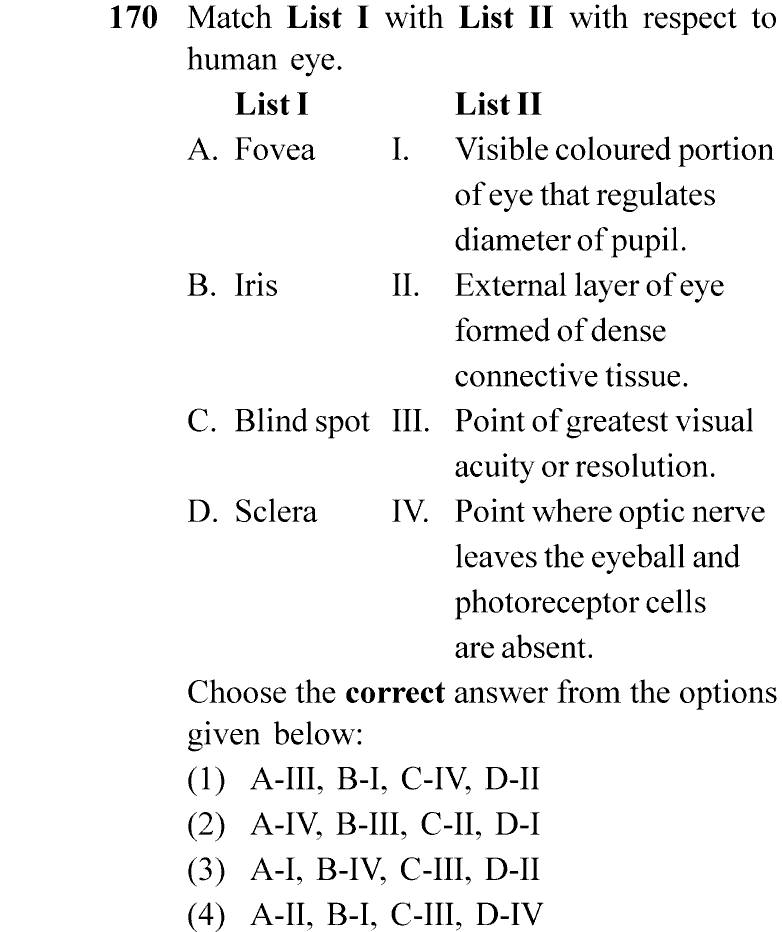 170 Match List I with List II with respect to
human eye.
List I List II
A. Fovea I. Visible coloured portion
of eye that regulates
diameter of pupil.
B. Iris II. External layer of eye
formed of dense
connective tissue.
C. Blind spot III. Point of greatest visual
acuity or resolution.
D. Sclera IV. Point where optic nerve
leaves the eyeball and
photoreceptor cells
are absent.
Choose the correct answer from the options
given below:
(1) A-III, B-I, C-IV, D-II
(2) A-IV, B-III, C-II, D-I
(3) A-I, B-IV, C-III, D-II
(4) A-II, B-I, C-III, D-IV